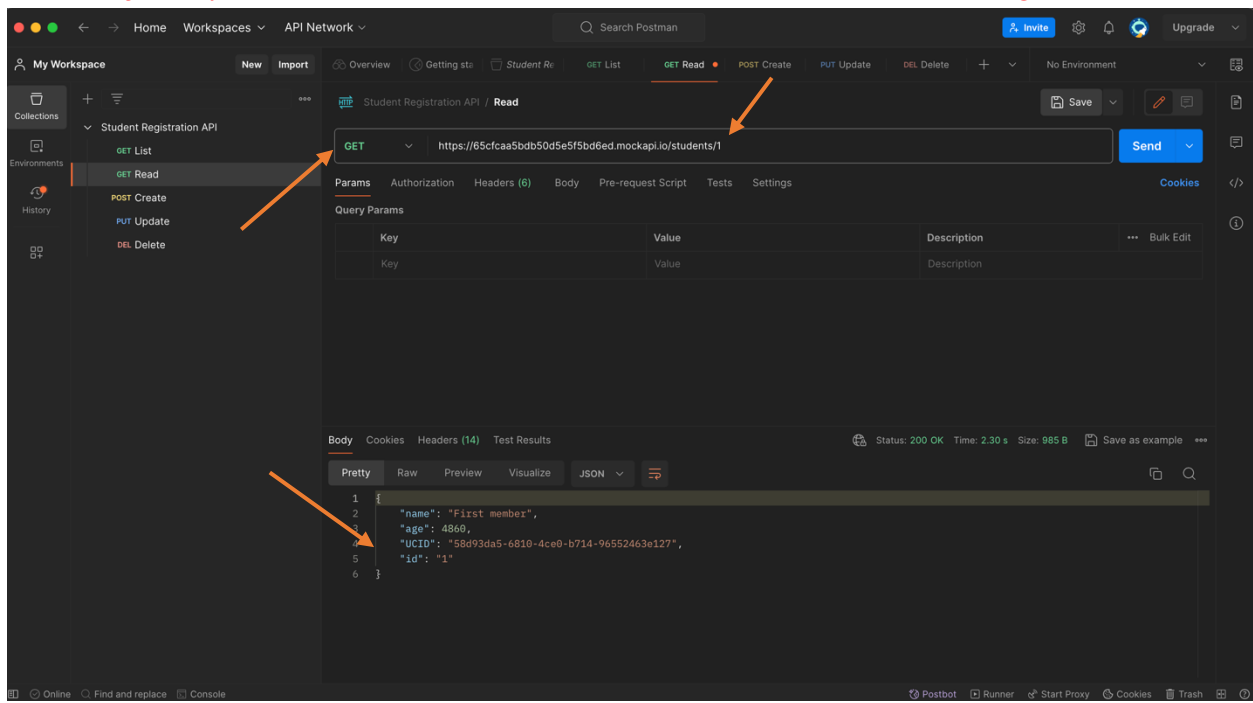 Home Workspaces API Network Search Postman Invite Upgrade
My Workspace New Import Overview Getting sta Student Re GET List GET Read POST Create PUT Update DEL Delete No Environment
Collections
Environments
History
Student Registration API
GET List
GET Read
POST Create
PUT Update
DEL Delete
HTTP Student Registration API / Read Save
GET https://65cfcaa5bdb50d5e5f5bd6ed.mockapi.io/students/1 Send
Params Authorization Headers (6) Body Pre-request Script Tests Settings Cookies
Query Params
Key Value Description Bulk Edit
Key Value Description
Body Cookies Headers (14) Test Results Status: 200 OK Time: 2.30 s Size: 985 B Save as example
Pretty Raw Preview Visualize JSON
1 {
2 "name": "First member",
3 "age": 4860,
4 "UCID": "58d93da5-6810-4ce0-b714-96552463e127",
5 "id": "1"
6 }
Online Find and replace Console Postbot Runner Start Proxy Cookies Trash